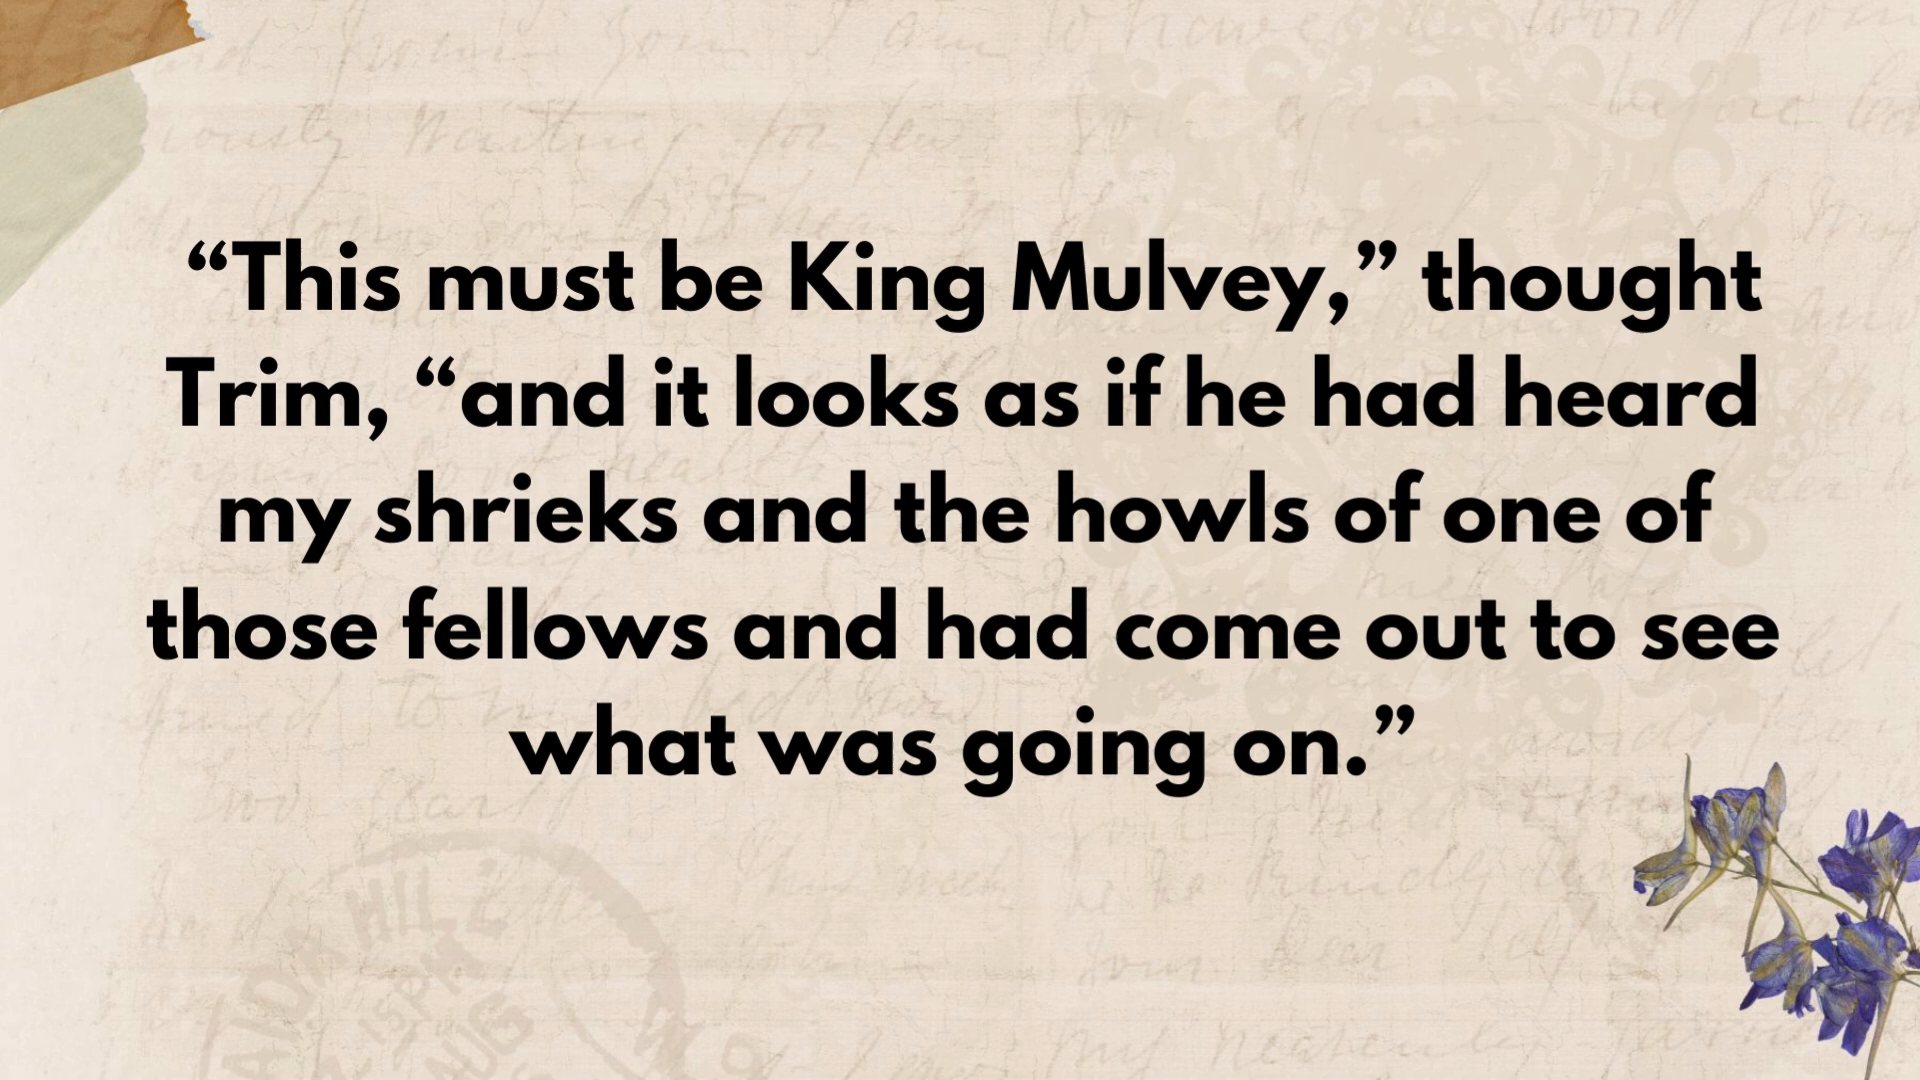 “This must be King Mulvey,” thought
Trim, “and it looks as if he had heard
my shrieks and the howls of one of
those fellows and had come out to see
what was going on.”